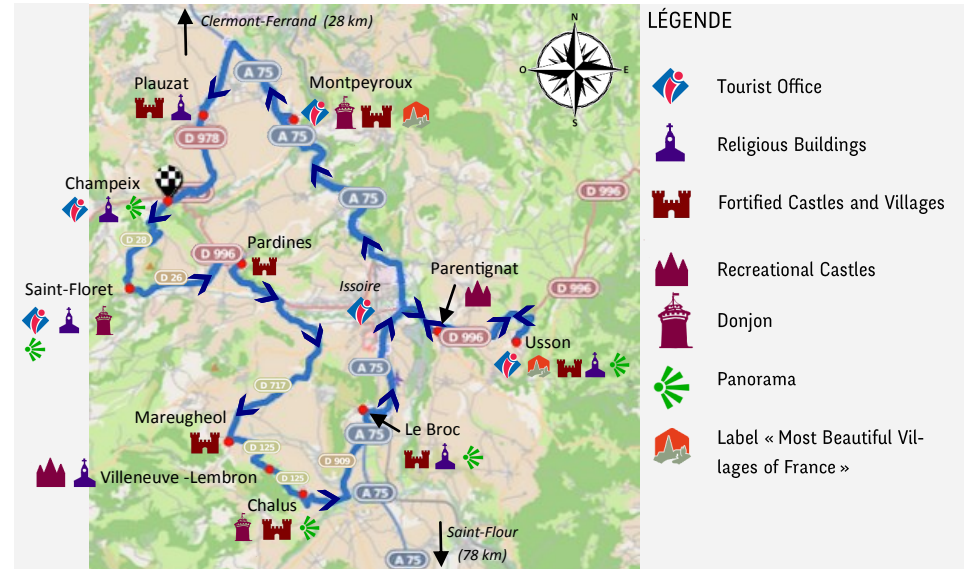 Clermont-Ferrand (28 km)
N
O
E
S
A 75
Plauzat
Montpeyroux
D 978
A 75
Champeix
A 75
D 996
D 28
D 996
Pardines
D 26
Parentignat
Saint-Floret
Issoire
D 996
D 996
Usson
A 75
D 717
Mareugheol
A 75
Le Broc
D 125
D 909
Villeneuve -Lembron
D 125
A 75
Chalus
Saint-Flour
(78 km)
A 75
LÉGENDE
Tourist Office
Religious Buildings
Fortified Castles and Villages
Recreational Castles
Donjon
Panorama
Label « Most Beautiful Vil-
lages of France »